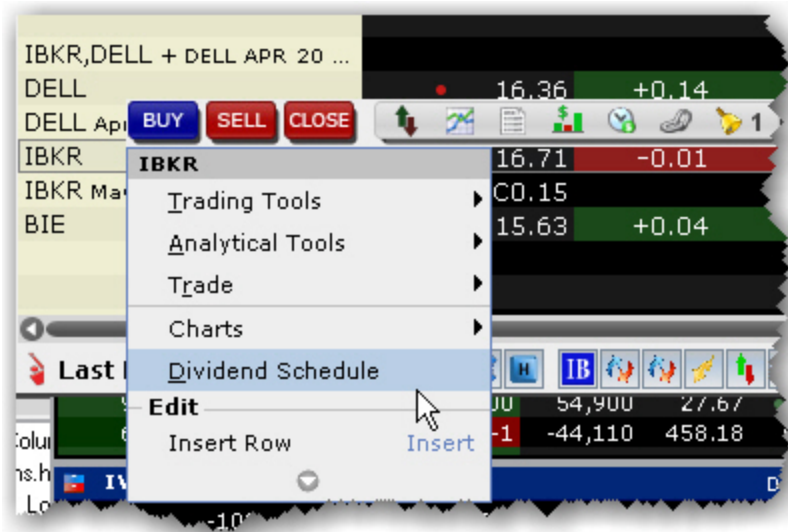 IBKR,DELL + DELL APR 20 ...
DELL 16.36 +0.14
DELL Apr
BUY SELL CLOSE 1
IBKR 16.71 -0.01
IBKR
IBKR C0.15
BIE 15.63 +0.04
Trading Tools
Analytical Tools
Trade
Charts
Last
Dividend Schedule
H IB
Edit
54,900 27.67
Insert Row Insert
-1 -44,110 458.18